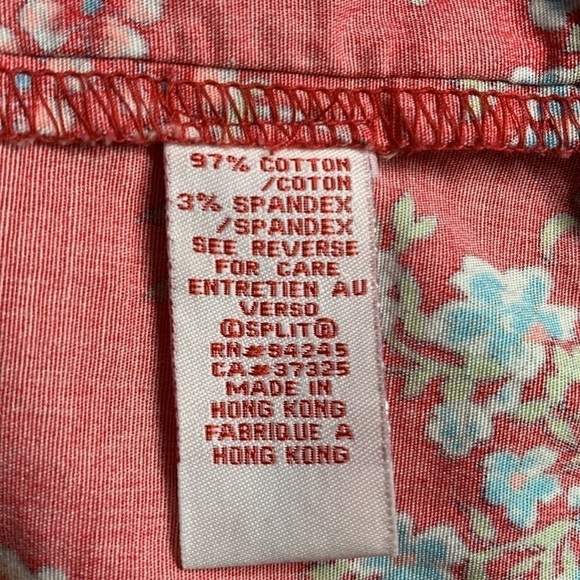 97% COTTON
/COTON
3% SPANDEX
/SPANDEX
SEE REVERSE
FOR CARE
ENTRETIEN AU
VERSO
©SPLIT®
RN#94245
CA#37325
MADE IN
HONG KONG
FABRIQUE A
HONG KONG